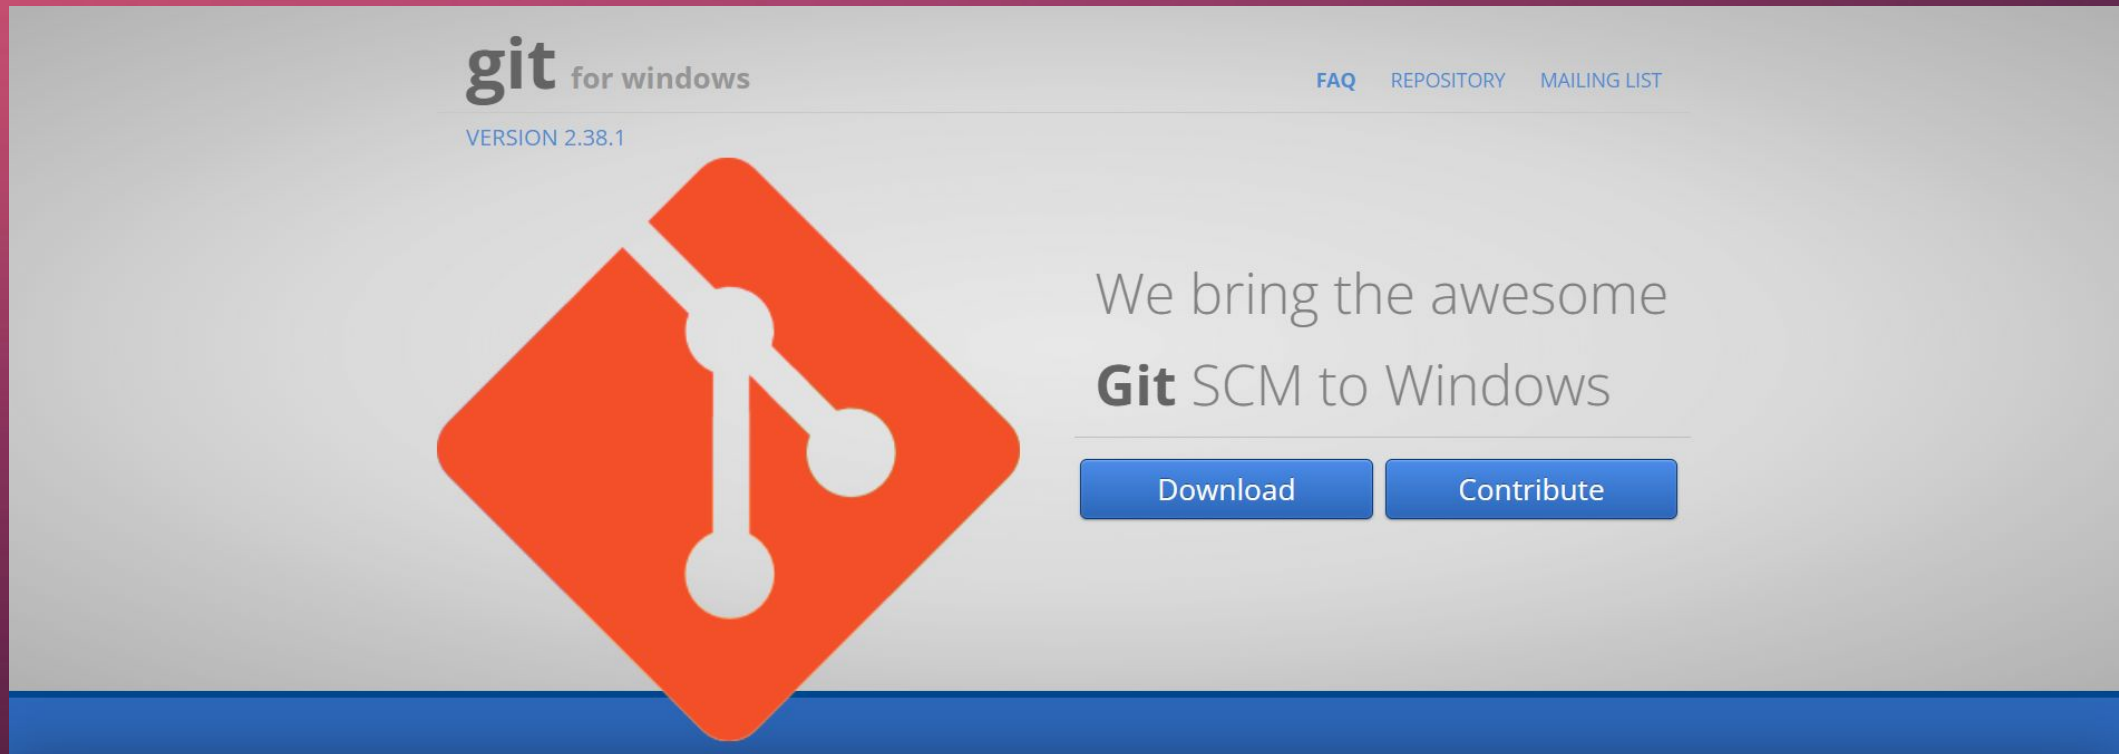 git for windows
FAQ REPOSITORY MAILING LIST
VERSION 2.38.1
We bring the awesome
Git SCM to Windows
Download Contribute